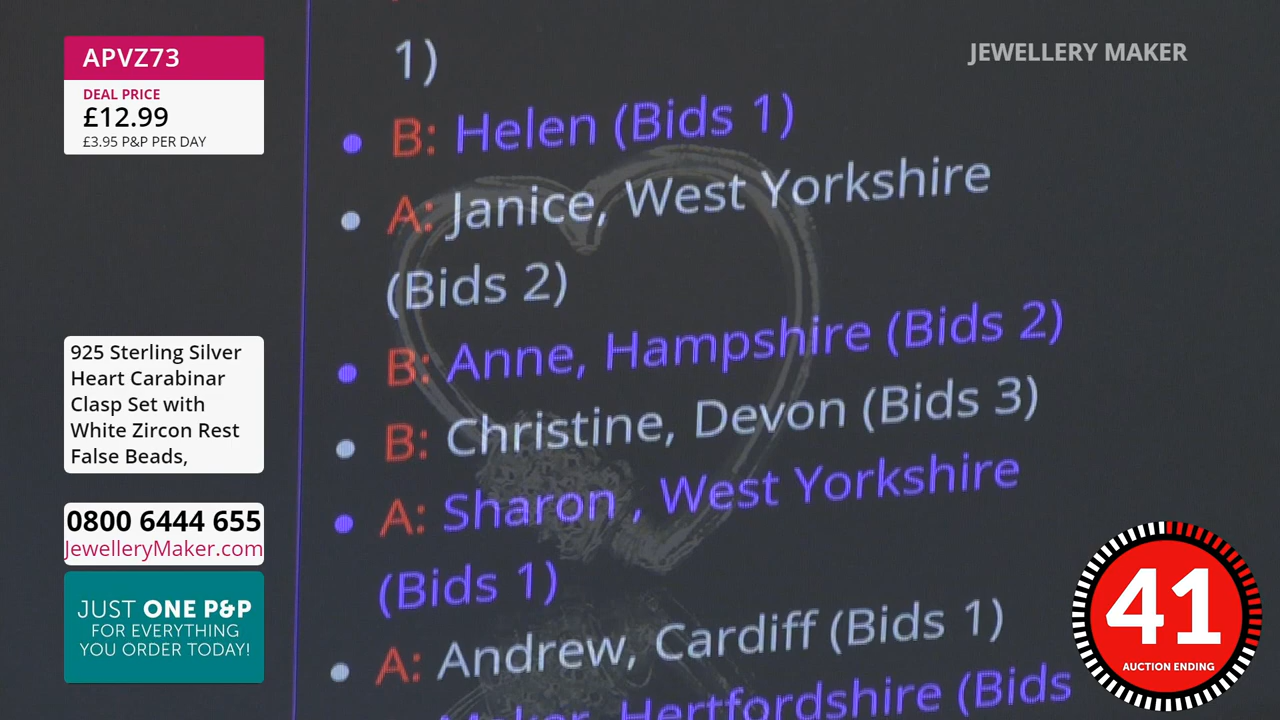 APVZ73
DEAL PRICE
£12.99
£3.95 P&P PER DAY
JEWELLERY MAKER
1)
B: Helen (Bids 1)
A: Janice, West Yorkshire
(Bids 2)
B: Anne, Hampshire (Bids 2)
B: Christine, Devon (Bids 3)
A: Sharon , West Yorkshire
(Bids 1)
A: Andrew, Cardiff (Bids 1)
Hertfordshire (Bids
925 Sterling Silver
Heart Carabinar
Clasp Set with
White Zircon Rest
False Beads,
0800 6444 655
JewelleryMaker.com
JUST ONE P&P
FOR EVERYTHING
YOU ORDER TODAY!
41
AUCTION ENDING